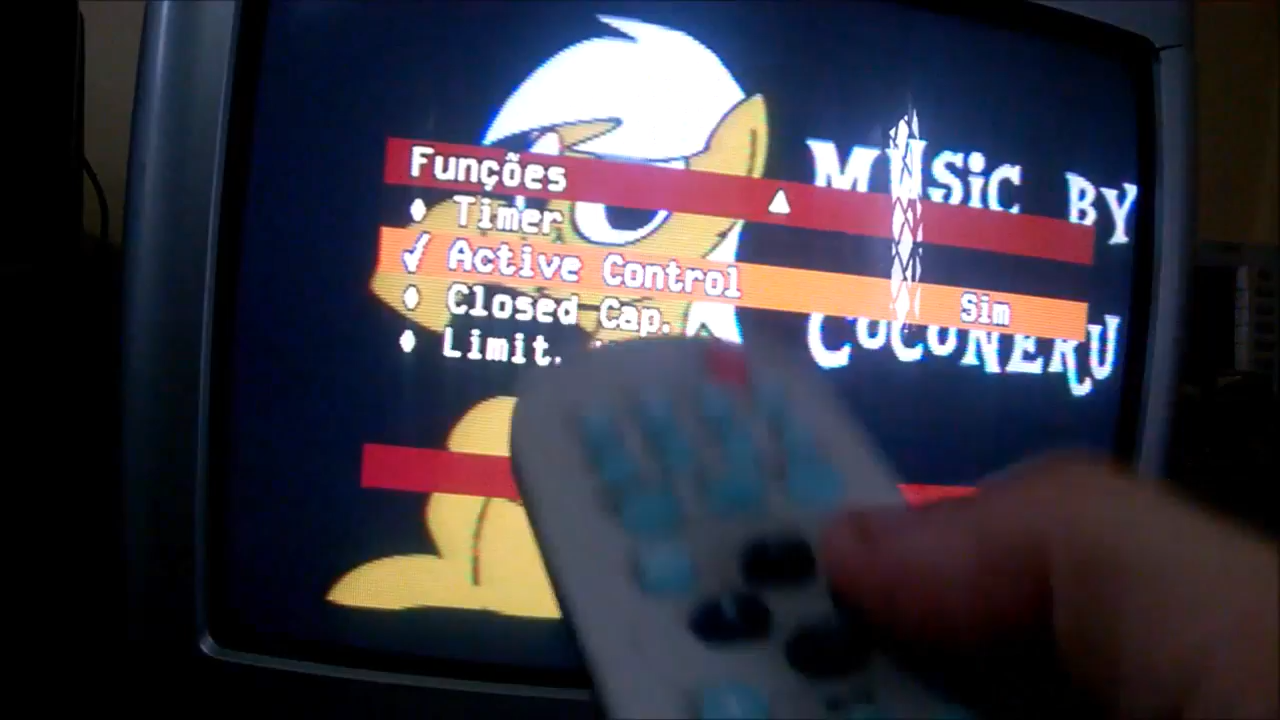 Funções
Timer
Active Control Sim
Closed Cap.
Limit.
MUSiC BY
COCONERU